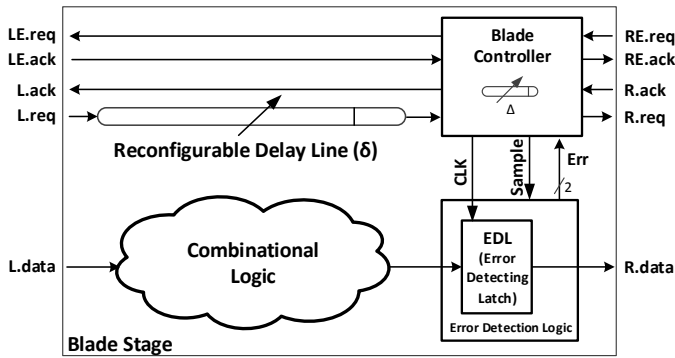 LE.req
LE.ack
L.ack
L.req
Blade
Controller
Δ
RE.req
RE.ack
R.ack
R.req
Reconfigurable Delay Line (δ)
CLK
Sample
Err
2
L.data
Combinational
Logic
EDL
(Error
Detecting
Latch)
R.data
Error Detection Logic
Blade Stage